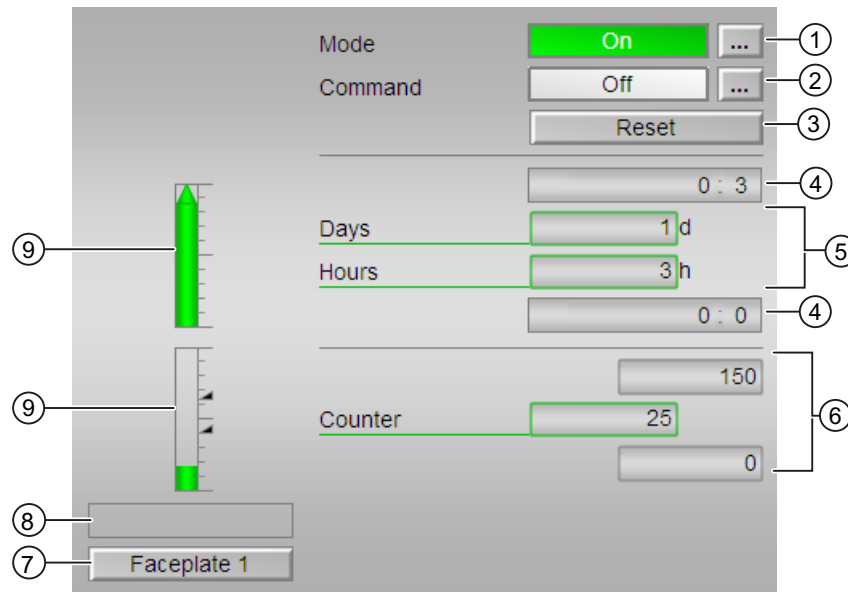 Mode On ... 1
Command Off ... 2
Reset 3
0 : 3 4
Days 1 d
9 5
Hours 3 h
0 : 0 4
150
9 Counter 25 6
0
8
7 Faceplate 1